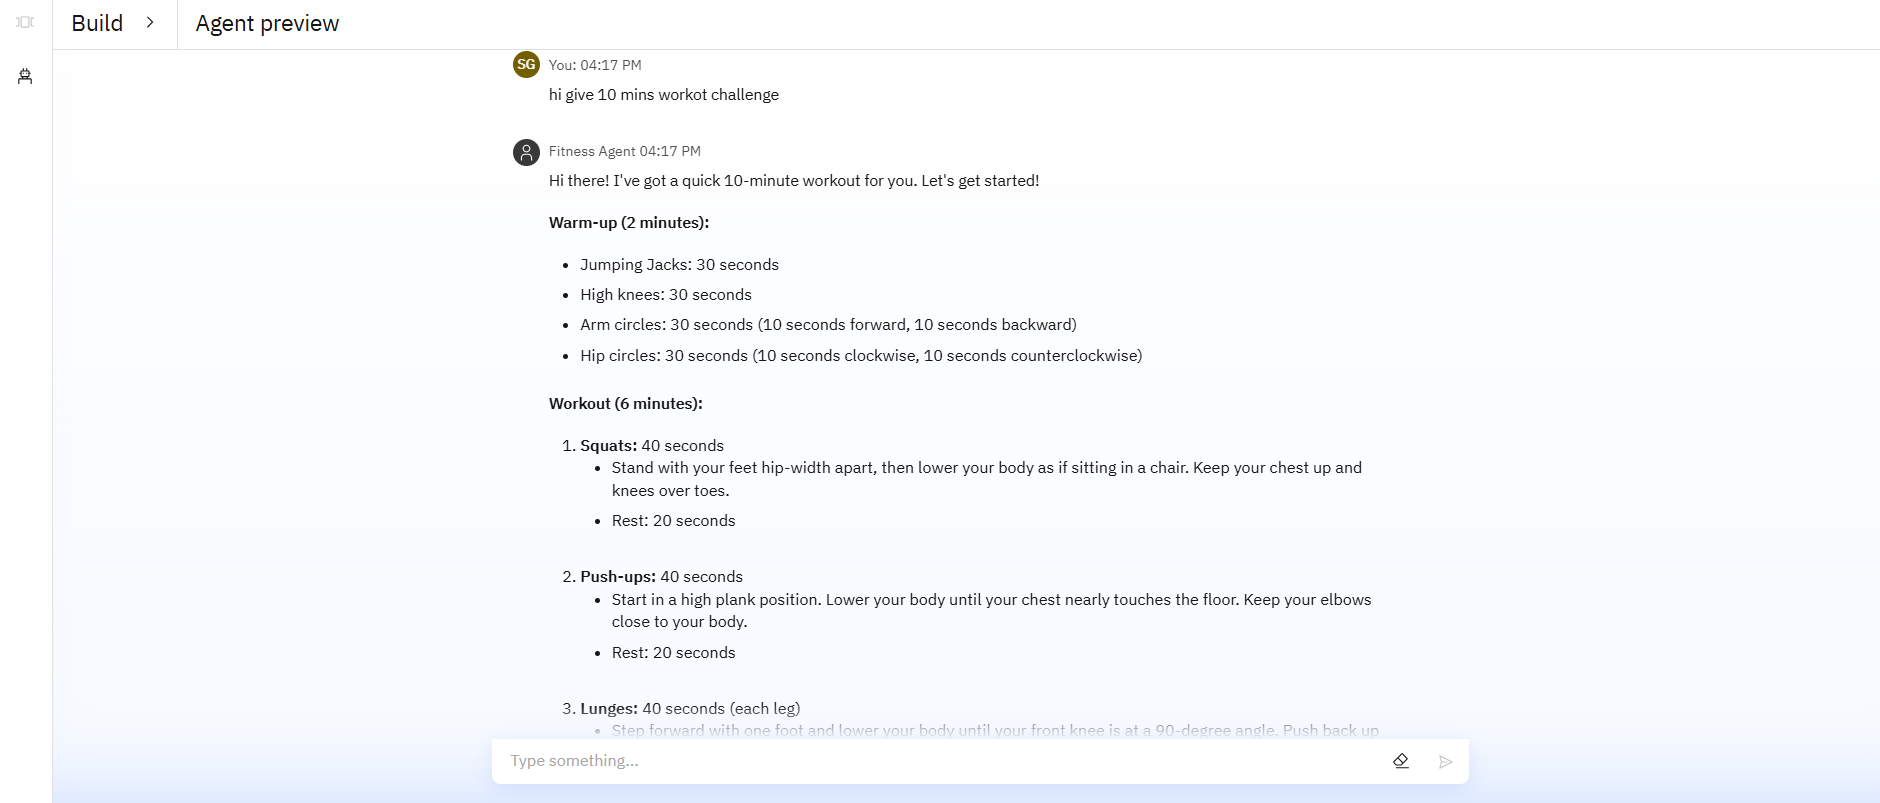 Build
Agent preview
SG
You: 04:17 PM
hi give 10 mins workot challenge
Fitness Agent 04:17 PM
Hi there! I've got a quick 10-minute workout for you. Let's get started!
Warm-up (2 minutes):
• Jumping Jacks: 30 seconds
• High knees: 30 seconds
• Arm circles: 30 seconds (10 seconds forward, 10 seconds backward)
• Hip circles: 30 seconds (10 seconds clockwise, 10 seconds counterclockwise)
Workout (6 minutes):
1. Squats: 40 seconds
• Stand with your feet hip-width apart, then lower your body as if sitting in a chair. Keep your chest up and
knees over toes.
• Rest: 20 seconds
2. Push-ups: 40 seconds
• Start in a high plank position. Lower your body until your chest nearly touches the floor. Keep your elbows
close to your body.
• Rest: 20 seconds
3. Lunges: 40 seconds (each leg)
• Step forward with one foot and lower your body until your front knee is at a 90-degree angle. Push back up
Type something...